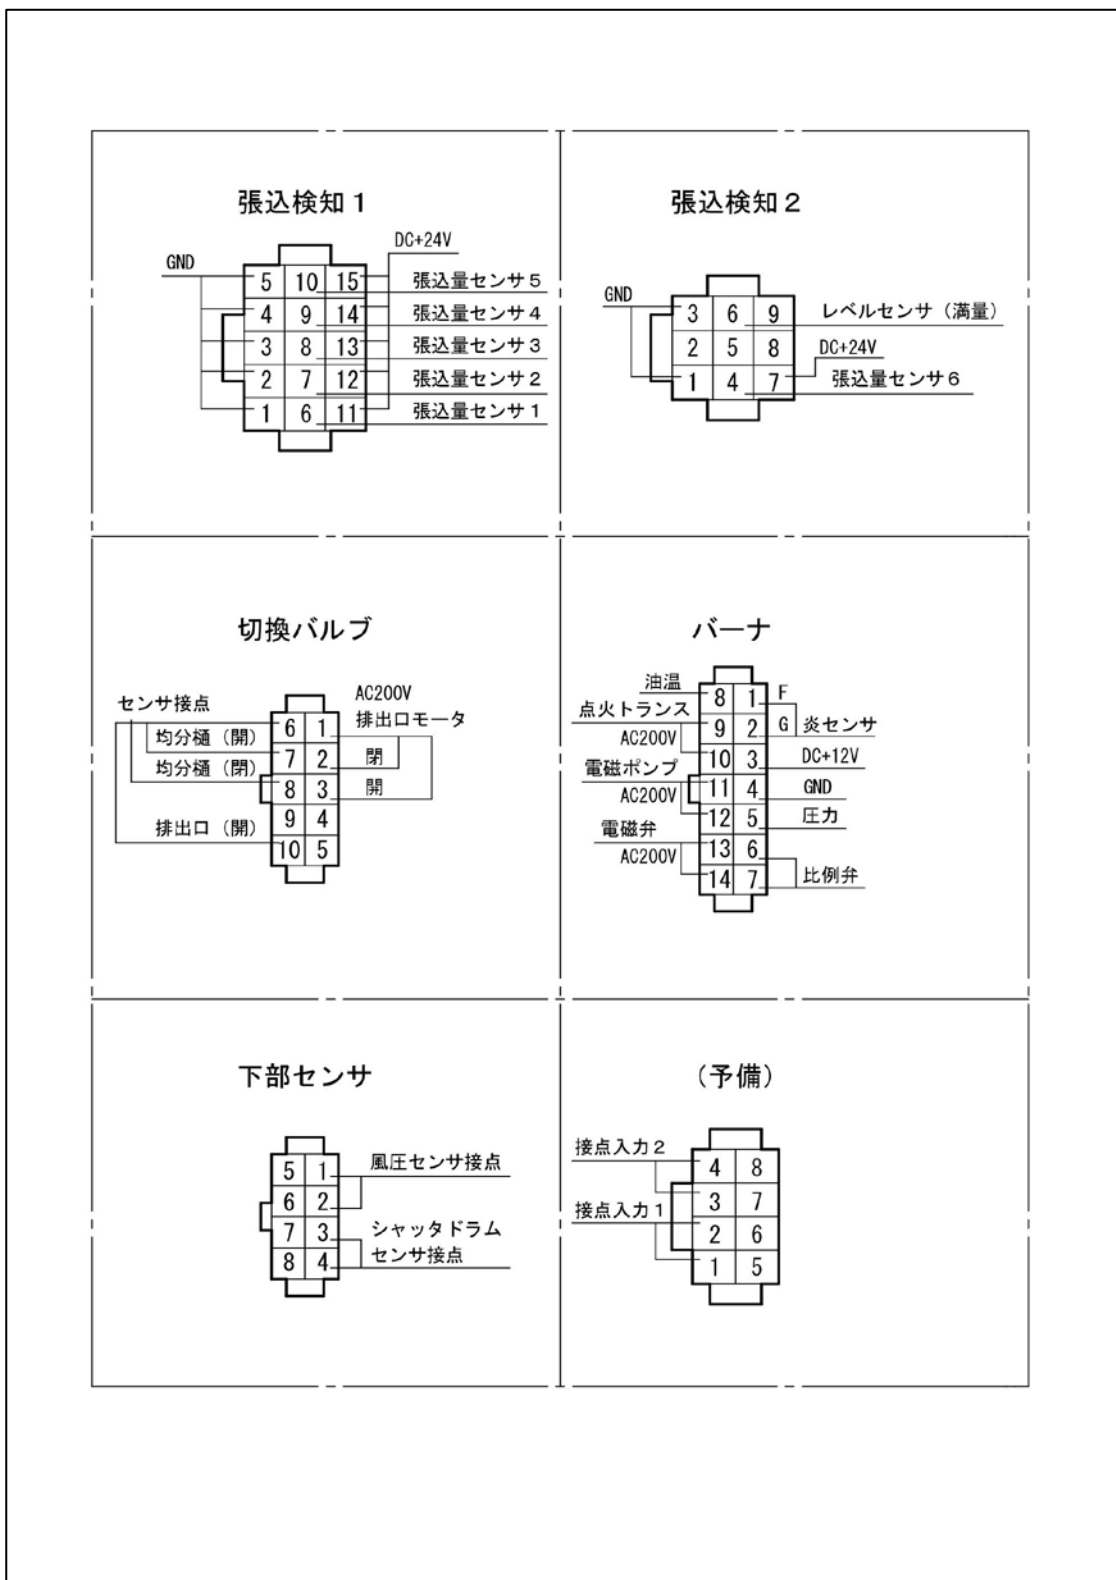 張込検知１
DC+24V
GND
5 10 15 張込量センサ５
4 9 14 張込量センサ４
3 8 13 張込量センサ３
2 7 12 張込量センサ２
1 6 11 張込量センサ１
張込検知２
GND
3 6 9 レベルセンサ（満量）
2 5 8 DC+24V
1 4 7 張込量センサ６
切換バルブ
センサ接点
AC200V
排出口モータ
6 1
均分樋（開）
7 2 閉
均分樋（閉）
8 3 開
9 4
排出口（開）
10 5
バーナ
油温
8 1 F
点火トランス
9 2 G 炎センサ
AC200V
10 3 DC+12V
電磁ポンプ
11 4 GND
AC200V
12 5 圧力
電磁弁
13 6
AC200V
14 7 比例弁
下部センサ
5 1 風圧センサ接点
6 2
7 3 シャッタドラム
8 4 センサ接点
（予備）
接点入力２
4 8
3 7
接点入力１
2 6
1 5